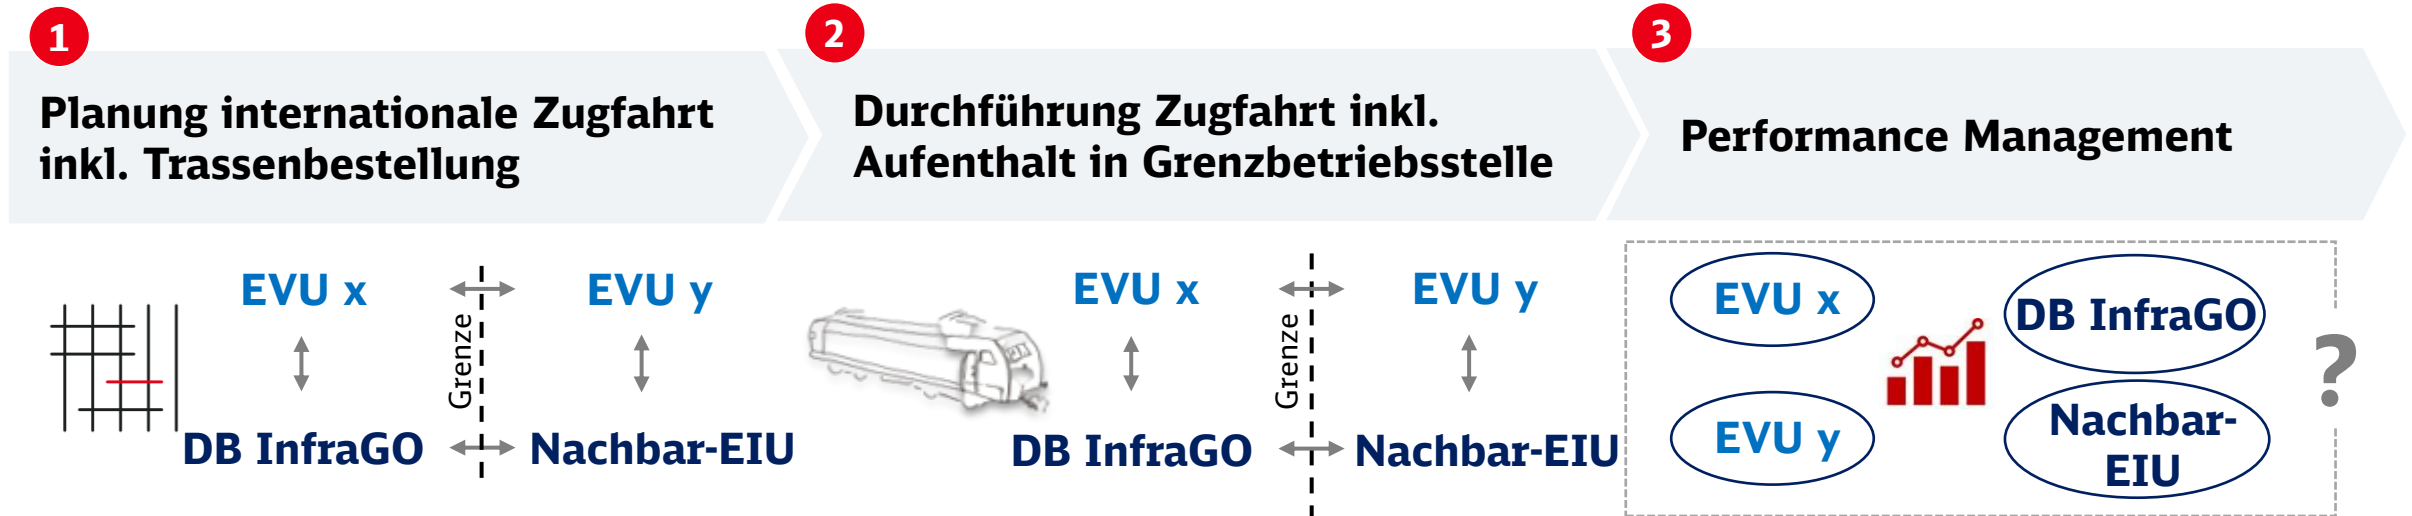 1
Planung internationale Zugfahrt
inkl. Trassenbestellung
2
Durchführung Zugfahrt inkl.
Aufenthalt in Grenzbetriebsstelle
3
Performance Management
EVU x
EVU y
Grenze
DB InfraGO
Nachbar-EIU
EVU x
EVU y
Grenze
DB InfraGO
Nachbar-EIU
EVU x
DB InfraGO
EVU y
Nachbar-
EIU
?